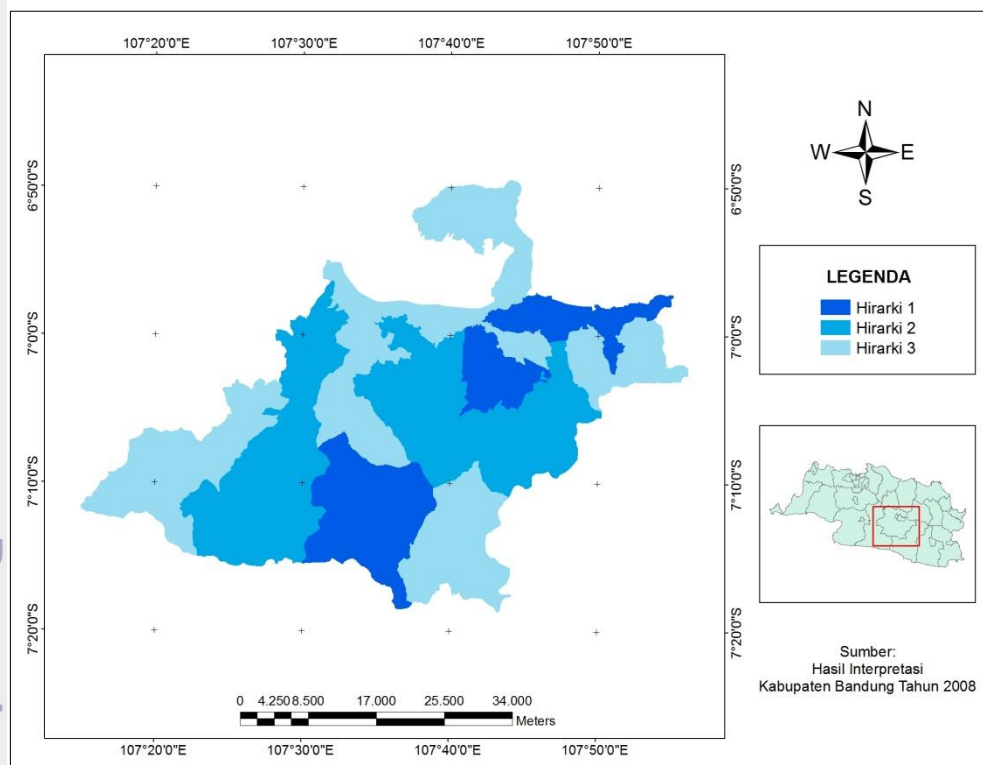 107°20'0"E 107°30'0"E 107°40'0"E 107°50'0"E
6°50'0"S 6°50'0"S
7°0'0"S 7°0'0"S
7°10'0"S 7°10'0"S
7°20'0"S 7°20'0"S
0 4.250 8.500 17.000 25.500 34.000
Meters
107°20'0"E 107°30'0"E 107°40'0"E 107°50'0"E
N
W E
S
LEGENDA
Hirarki 1
Hirarki 2
Hirarki 3
Sumber:
Hasil Interpretasi
Kabupaten Bandung Tahun 2008